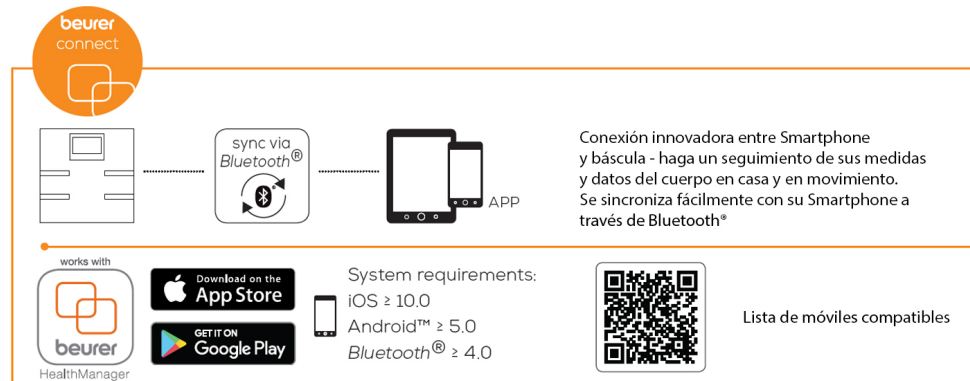 beurer
connect
sync via
Bluetooth®
APP
Conexión innovadora entre Smartphone
y báscula - haga un seguimiento de sus medidas
y datos del cuerpo en casa y en movimiento.
Se sincroniza fácilmente con su Smartphone a
través de Bluetooth®
works with
beurer
HealthManager
Download on the
App Store
GET IT ON
Google Play
System requirements:
iOS ≥ 10.0
Android™ ≥ 5.0
Bluetooth® ≥ 4.0
Lista de móviles compatibles